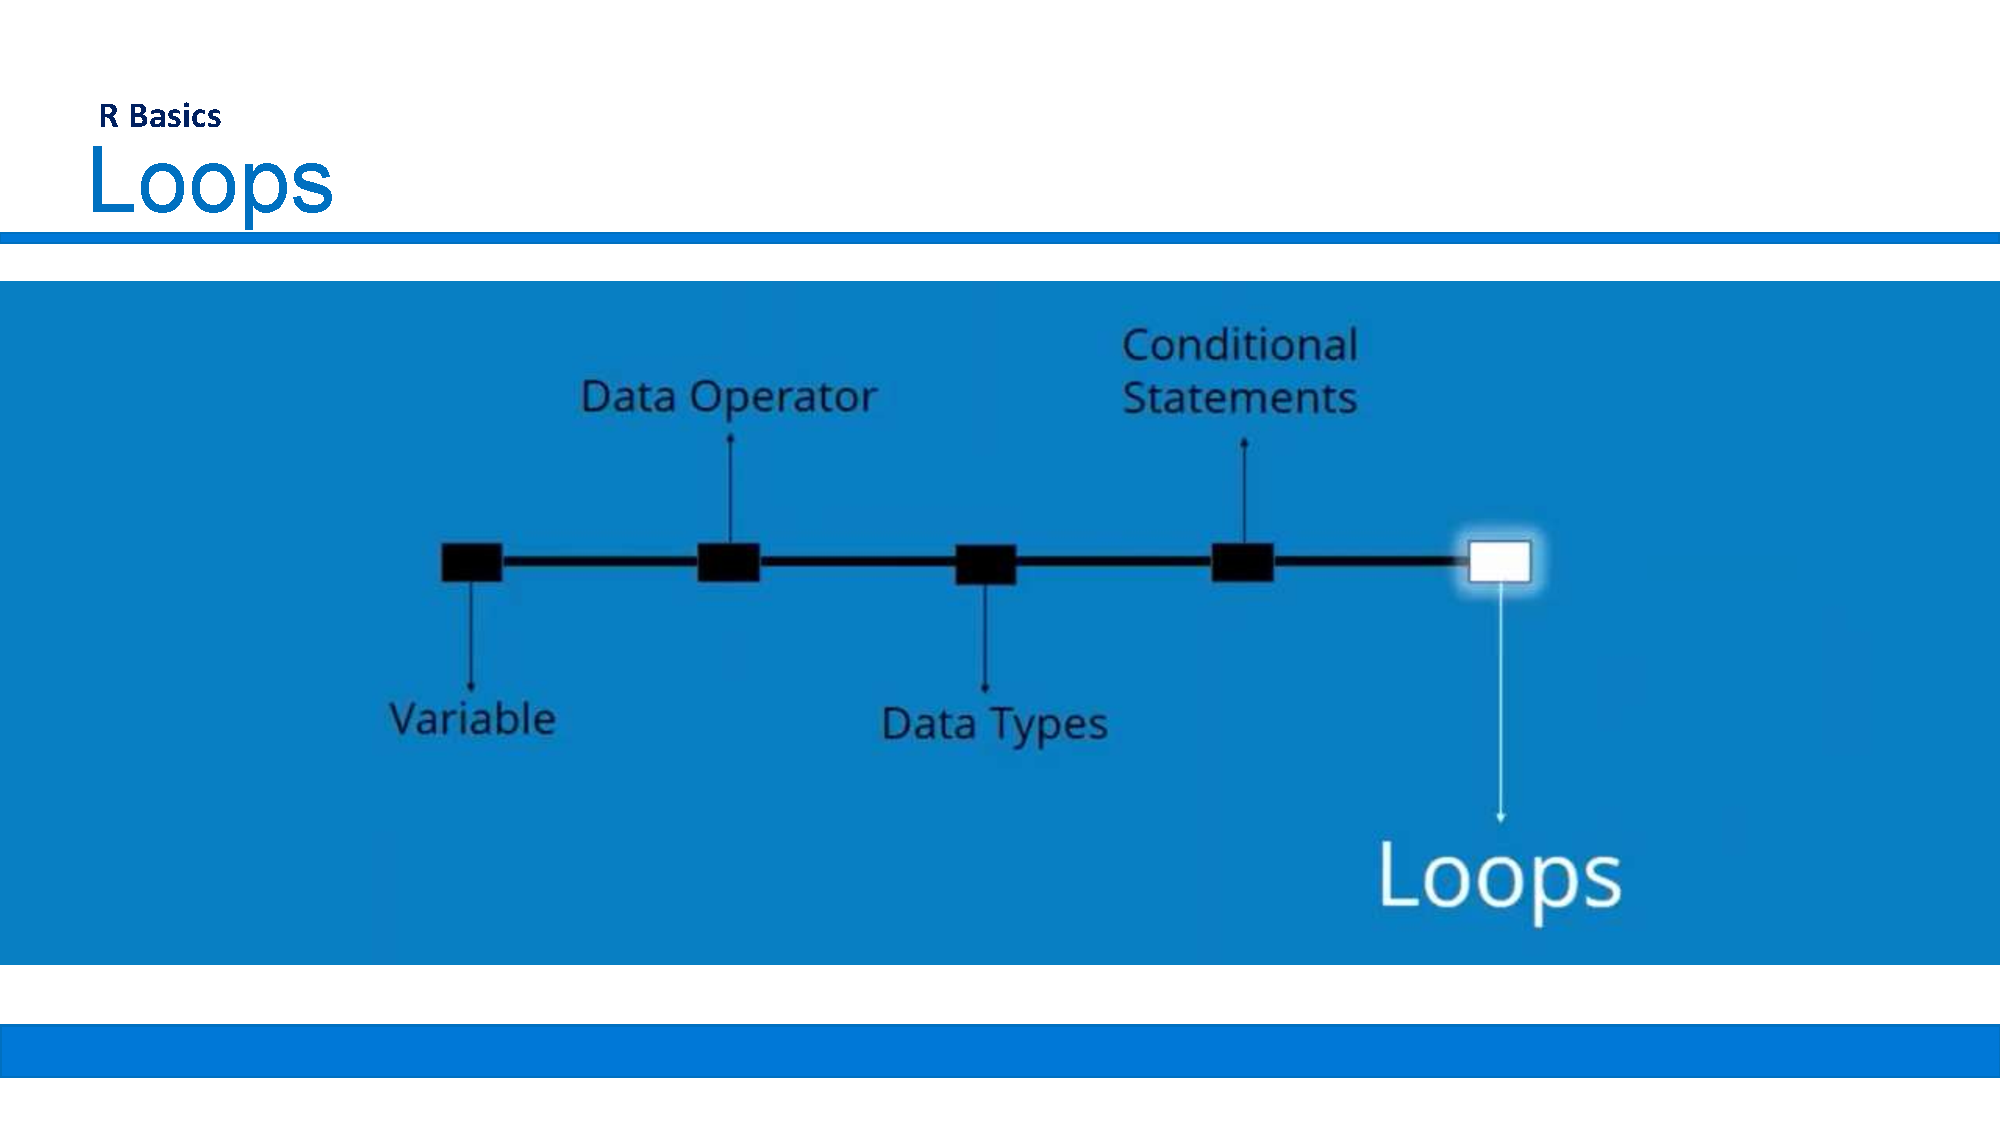 R Basics
Loops
Conditional
Statements
Data Operator
Variable
Data Types
Loops